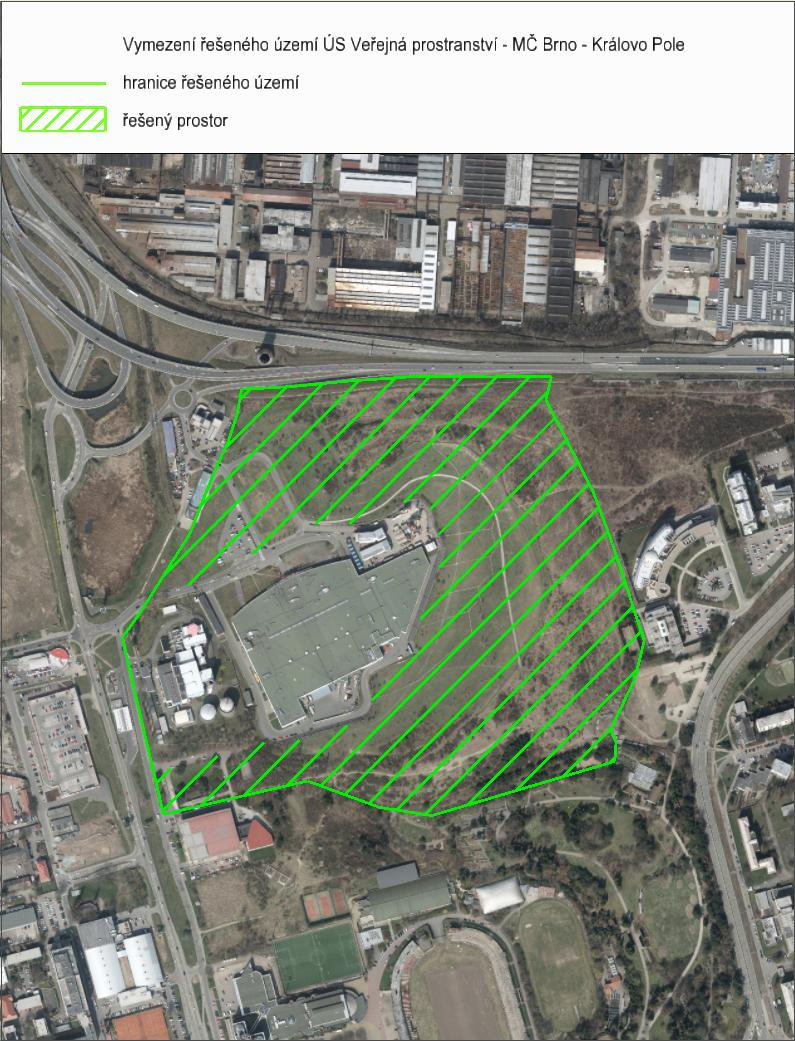 Vymezení řešeného území ÚS Veřejná prostranství - MČ Brno - Královo Pole
hranice řešeného území
řešený prostor